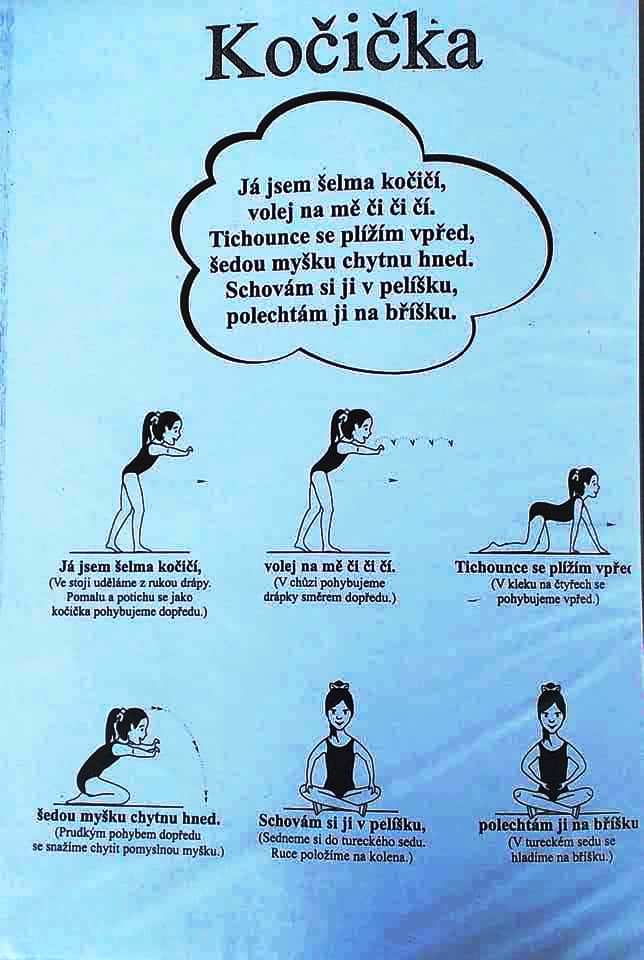 Kočička
Já jsem šelma kočičí,
volej na mě či či čí.
Tichounce se plížím vpřed,
šedou myšku chytnu hned.
Schovám si ji v pelíšku,
polechtám ji na bříšku.
Já jsem šelma kočičí,
(Ve stoji uděláme z rukou drápy.
Pomalu a potichu se jako
kočička pohybujeme dopředu.)
volej na mě či či čí.
(V chůzi pohybujeme
drápky směrem dopředu.)
Tichounce se plížím vpřed
(V kleku na čtyřech se
pohybujeme vpřed.)
šedou myšku chytnu hned.
(Prudkým pohybem dopředu
se snažíme chytit pomyslnou myšku.)
Schovám si ji v pelíšku,
(Sedneme si do tureckého sedu.
Ruce položíme na kolena.)
polechtám ji na bříšku
(V tureckém sedu se
hladíme na bříšku.)